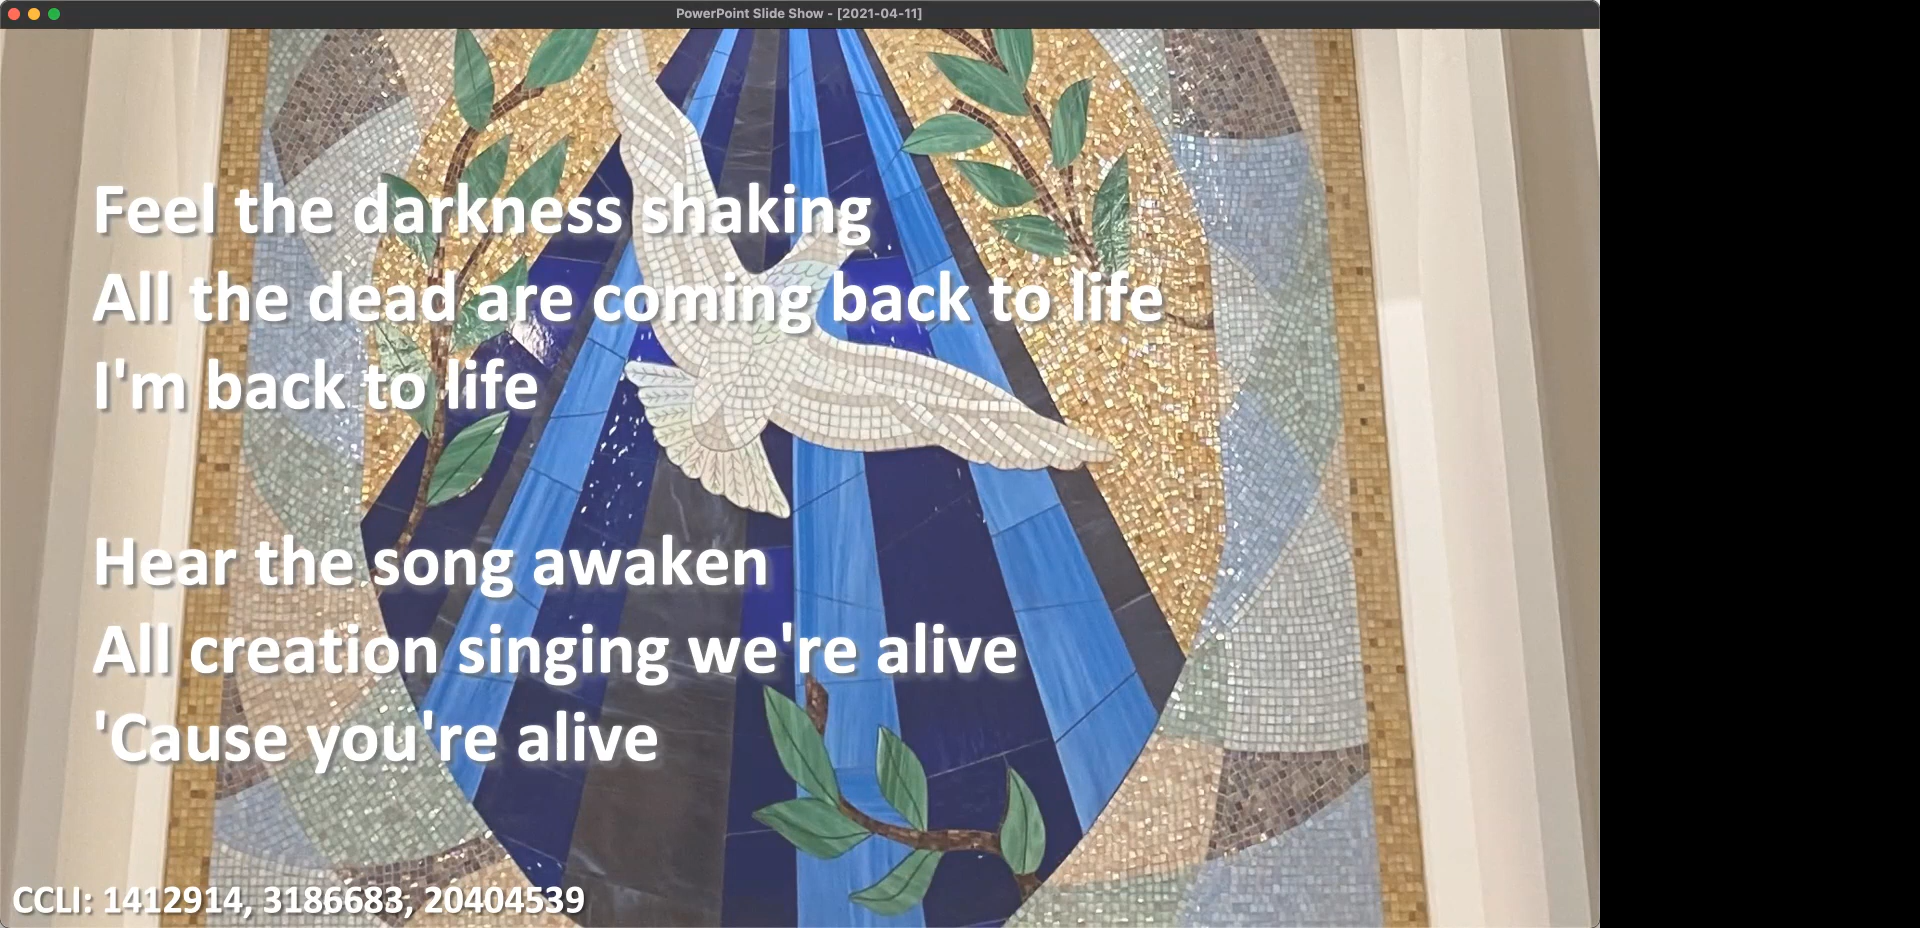 PowerPoint Slide Show - [2021-04-11]
Feel the darkness shaking
All the dead are coming back to life
I'm back to life
Hear the song awaken
All creation singing we're alive
'Cause you're alive
CCLI: 1412914, 3186683, 20404539